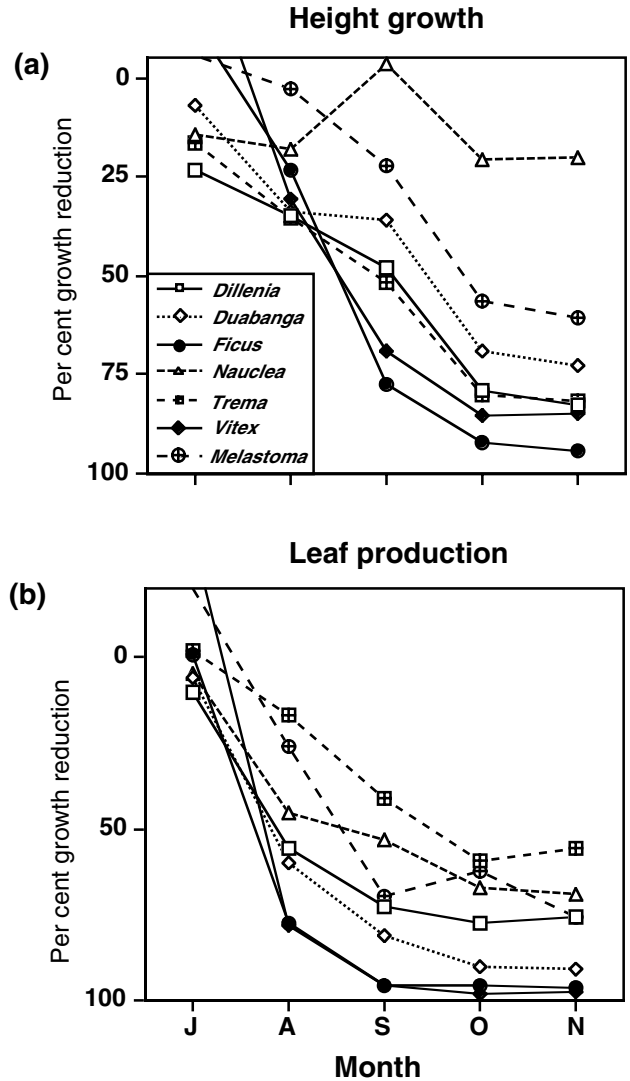 Height growth
(a)
0
25
50
75
100
Per cent growth reduction
Dillenia
Duabanga
Ficus
Nauclea
Trema
Vitex
Melastoma
Leaf production
(b)
0
50
100
Per cent growth reduction
J A S O N
Month